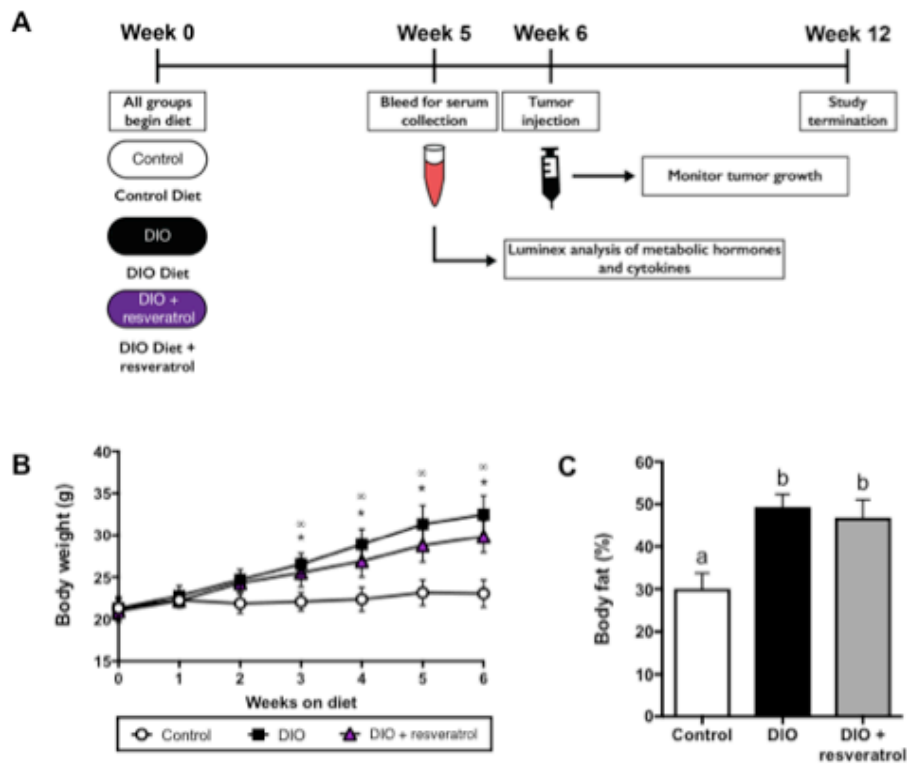 A
Week 0
Week 5
Week 6
Week 12
All groups
begin diet
Bleed for serum
collection
Tumor
injection
Study
termination
Control
Control Diet
Monitor tumor growth
DIO
DIO Diet
Luminex analysis of metabolic hormones
and cytokines
DIO +
resveratrol
DIO Diet +
resveratrol
B
Body weight (g)
40
35
30
25
20
15
∞
*
∞
*
∞
*
∞
*
0 1 2 3 4 5 6
Weeks on diet
Control DIO DIO + resveratrol
C
Body fat (%)
60
50
40
30
20
10
0
a
b
b
Control DIO DIO +
resveratrol